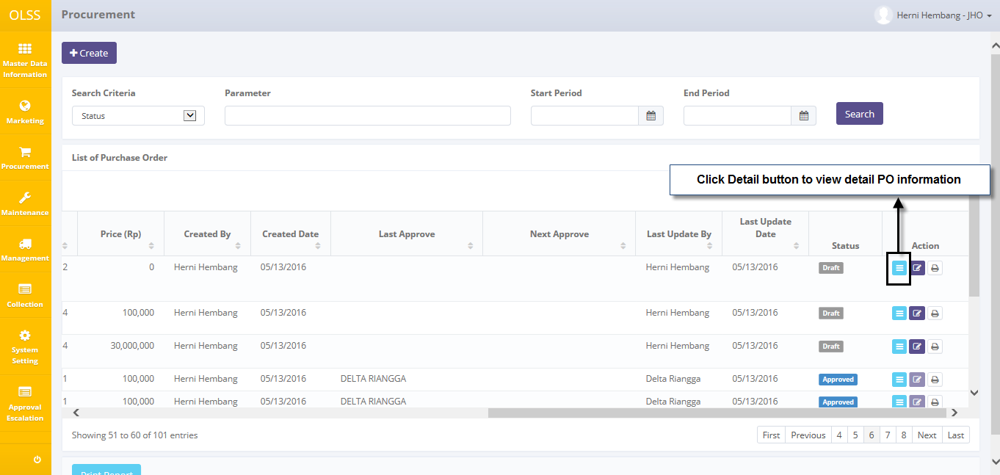 OLSS
Procurement
Herni Hembang - JHO
Master Data
Information
Marketing
Procurement
Maintenance
Management
Collection
System
Setting
Approval
Escalation
Create
Search Criteria
Parameter
Start Period
End Period
Status
Search
List of Purchase Order
Click Detail button to view detail PO information
Price (Rp)
Created By
Created Date
Last Approve
Next Approve
Last Update By
Last Update
Date
Status
Action
2 0 Herni Hembang 05/13/2016 Herni Hembang 05/13/2016 Draft
4 100,000 Herni Hembang 05/13/2016 Herni Hembang 05/13/2016 Draft
4 30,000,000 Herni Hembang 05/13/2016 Herni Hembang 05/13/2016 Draft
1 100,000 Herni Hembang 05/13/2016 DELTA RIANGGA Delta Riangga 05/13/2016 Approved
1 100,000 Herni Hembang 05/13/2016 DELTA RIANGGA Delta Riangga 05/13/2016 Approved
Showing 51 to 60 of 101 entries
First Previous 4 5 6 7 8 Next Last
Print Report